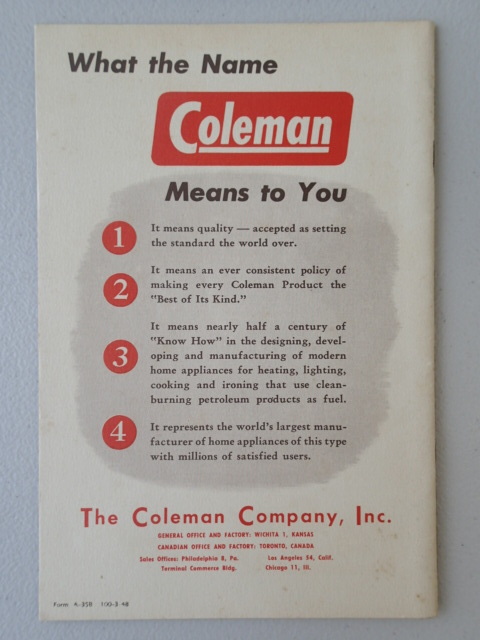 What the Name
Coleman
Means to You
1
It means quality — accepted as setting
the standard the world over.
2
It means an ever consistent policy of
making every Coleman Product the
"Best of Its Kind."
3
It means nearly half a century of
"Know How" in the designing, devel-
oping and manufacturing of modern
home appliances for heating, lighting,
cooking and ironing that use clean-
burning petroleum products as fuel.
4
It represents the world's largest manu-
facturer of home appliances of this type
with millions of satisfied users.
The Coleman Company, Inc.
GENERAL OFFICE AND FACTORY: WICHITA 1, KANSAS
CANADIAN OFFICE AND FACTORY: TORONTO, CANADA
Sales Offices: Philadelphia 8, Pa. Los Angeles 54, Calif.
Terminal Commerce Bldg. Chicago 11, Ill.
Form 4-35B 100-3-48